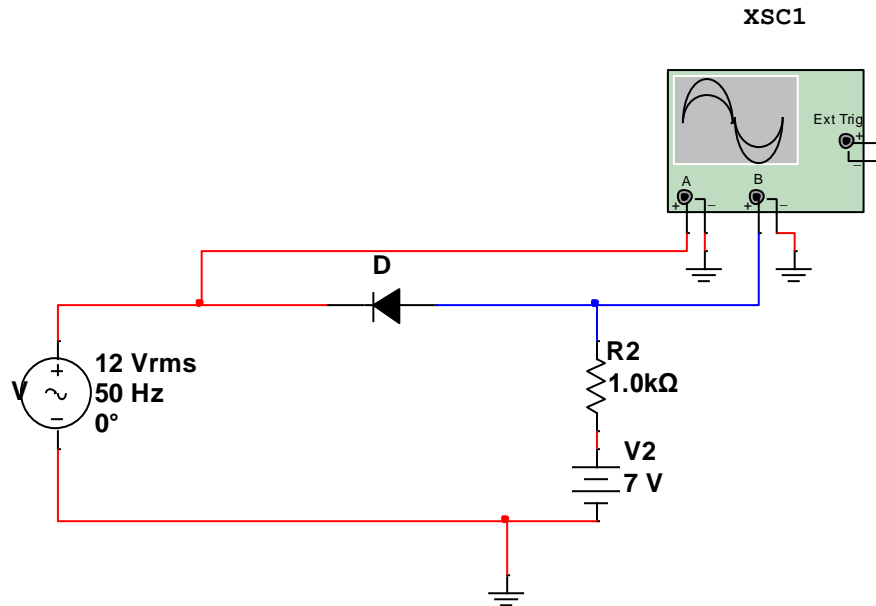 XSC1
Ext Trig
+
_
A
B
+ _
+ _
D
V
+
–
12 Vrms
50 Hz
0°
R2
1.0kΩ
V2
7 V